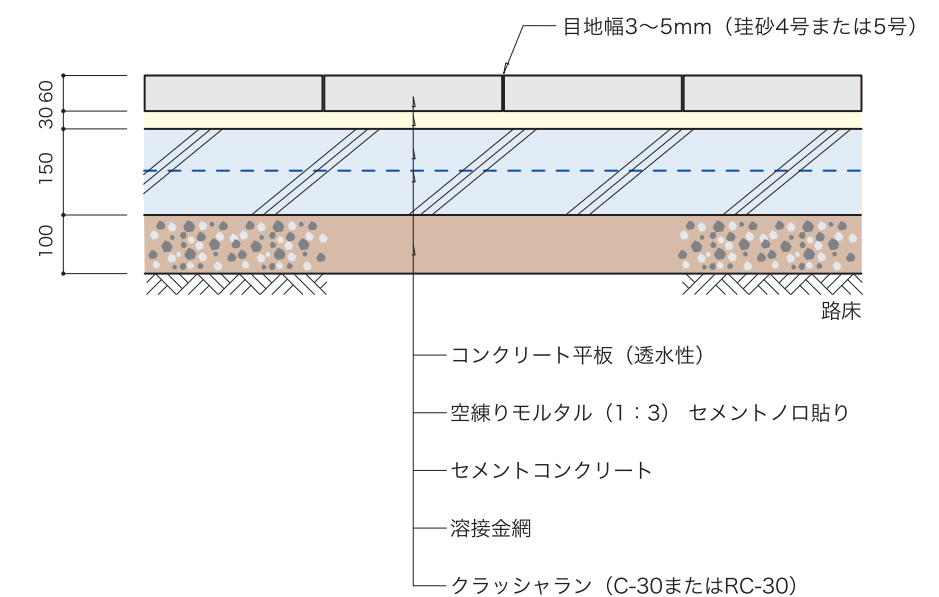 目地幅3〜5mm（珪砂4号または5号）
60
30
150
100
路床
コンクリート平板（透水性）
空練りモルタル（1：3） セメントノロ貼り
セメントコンクリート
溶接金網
クラッシャラン（C-30またはRC-30）